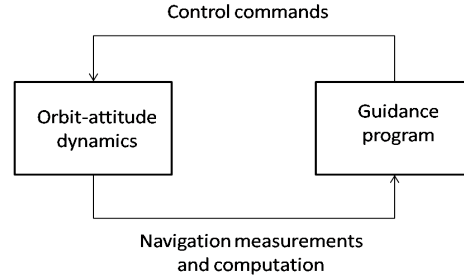 Control commands
Orbit-attitude
dynamics
Guidance
program
Navigation measurements
and computation